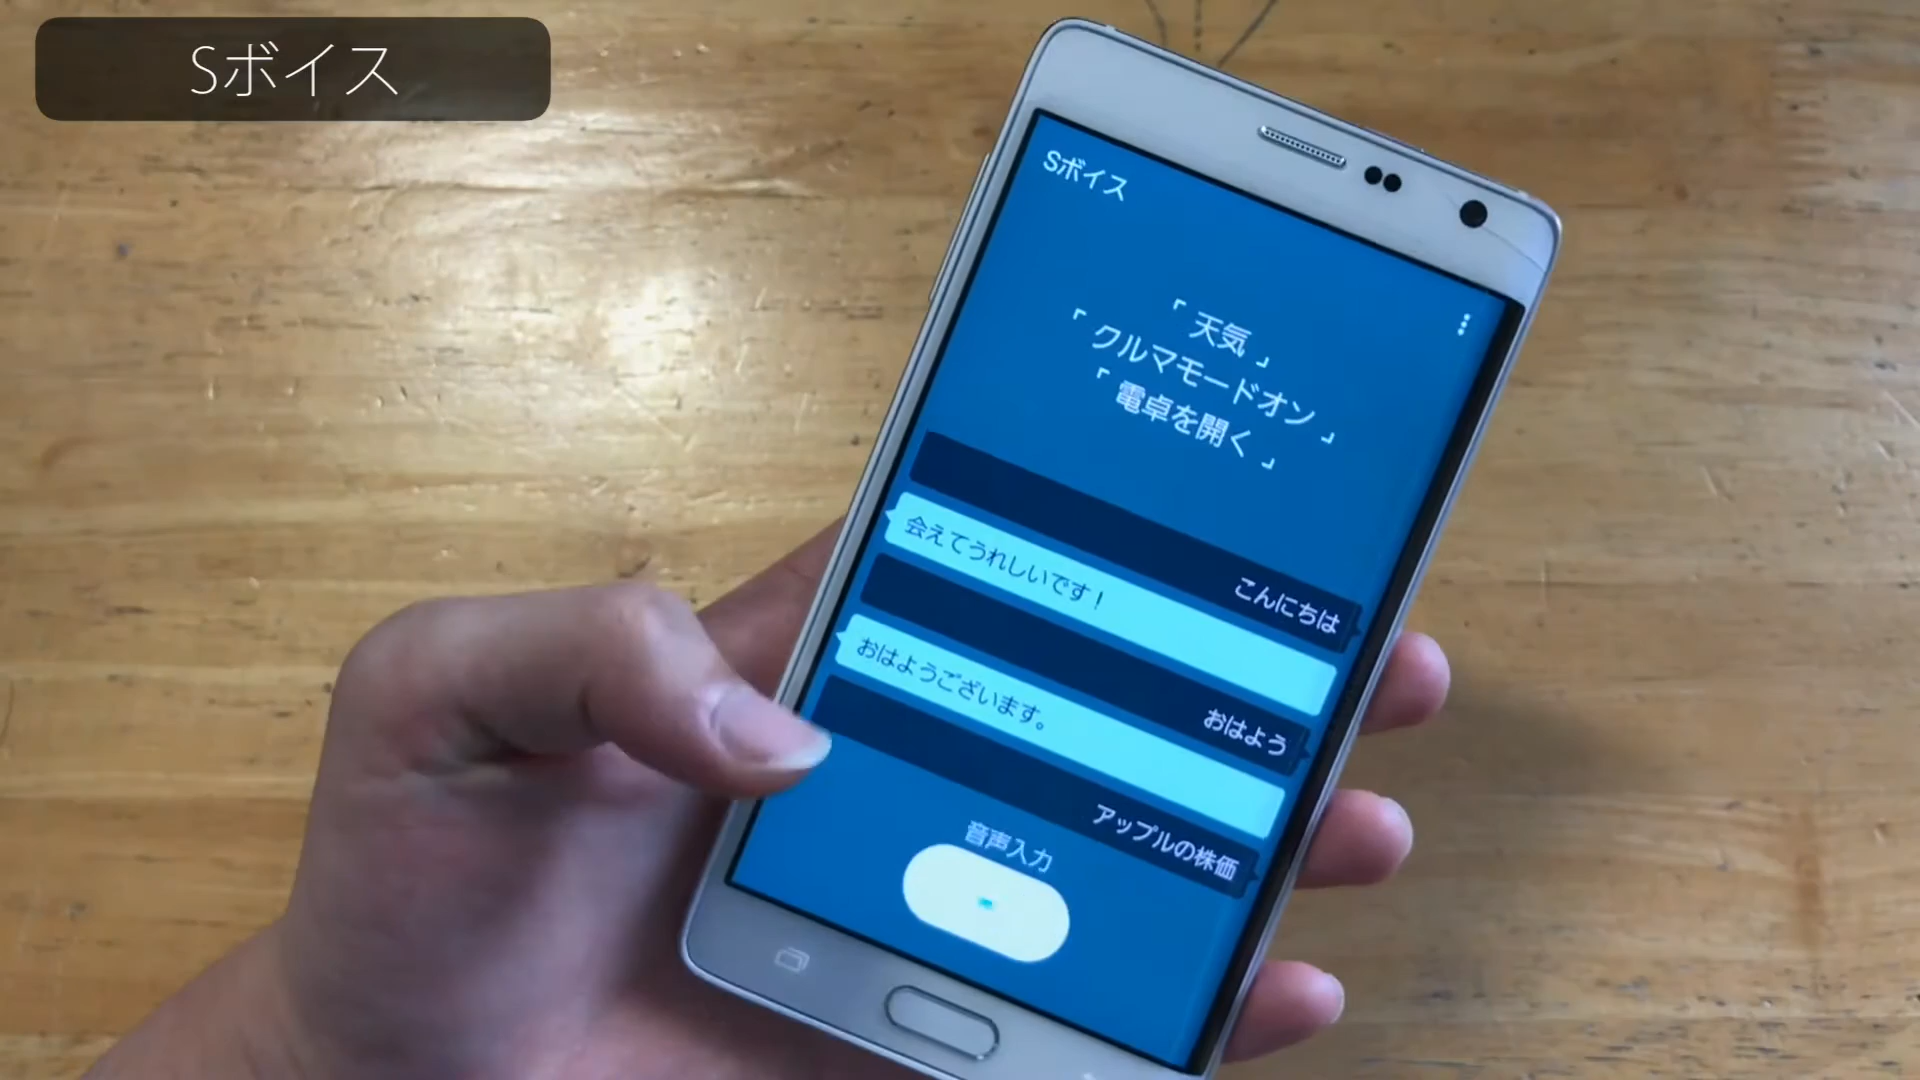 Sボイス
Sボイス
「 天気 」
「 クルマモードオン 」
「 電卓を開く 」
こんにちは
会えてうれしいです！
おはよう
おはようございます。
アップルの株価
音声入力